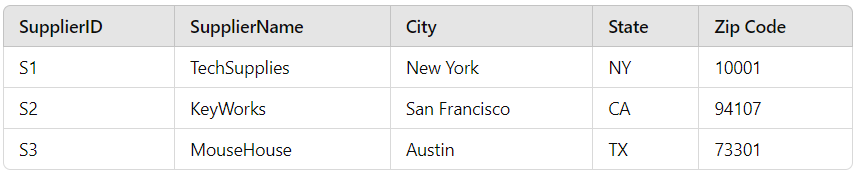 SupplierID SupplierName City State Zip Code
S1 TechSupplies New York NY 10001
S2 KeyWorks San Francisco CA 94107
S3 MouseHouse Austin TX 73301